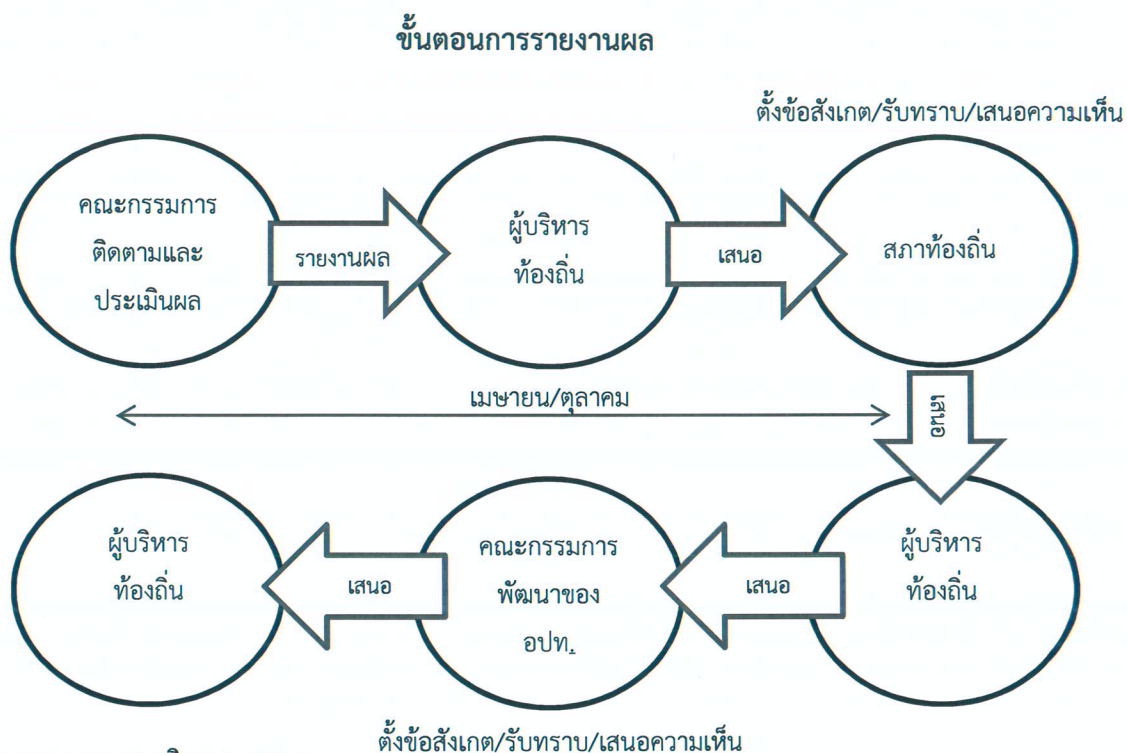 ขั้นตอนการรายงานผล
ตั้งข้อสังเกต/รับทราบ/เสนอความเห็น
คณะกรรมการ
ติดตามและ
ประเมินผล
รายงานผล
ผู้บริหาร
ท้องถิ่น
เสนอ
สภาท้องถิ่น
เมษายน/ตุลาคม
เสนอ
ผู้บริหาร
ท้องถิ่น
เสนอ
คณะกรรมการ
พัฒนาของ
อปท.
เสนอ
ผู้บริหาร
ท้องถิ่น
ตั้งข้อสังเกต/รับทราบ/เสนอความเห็น